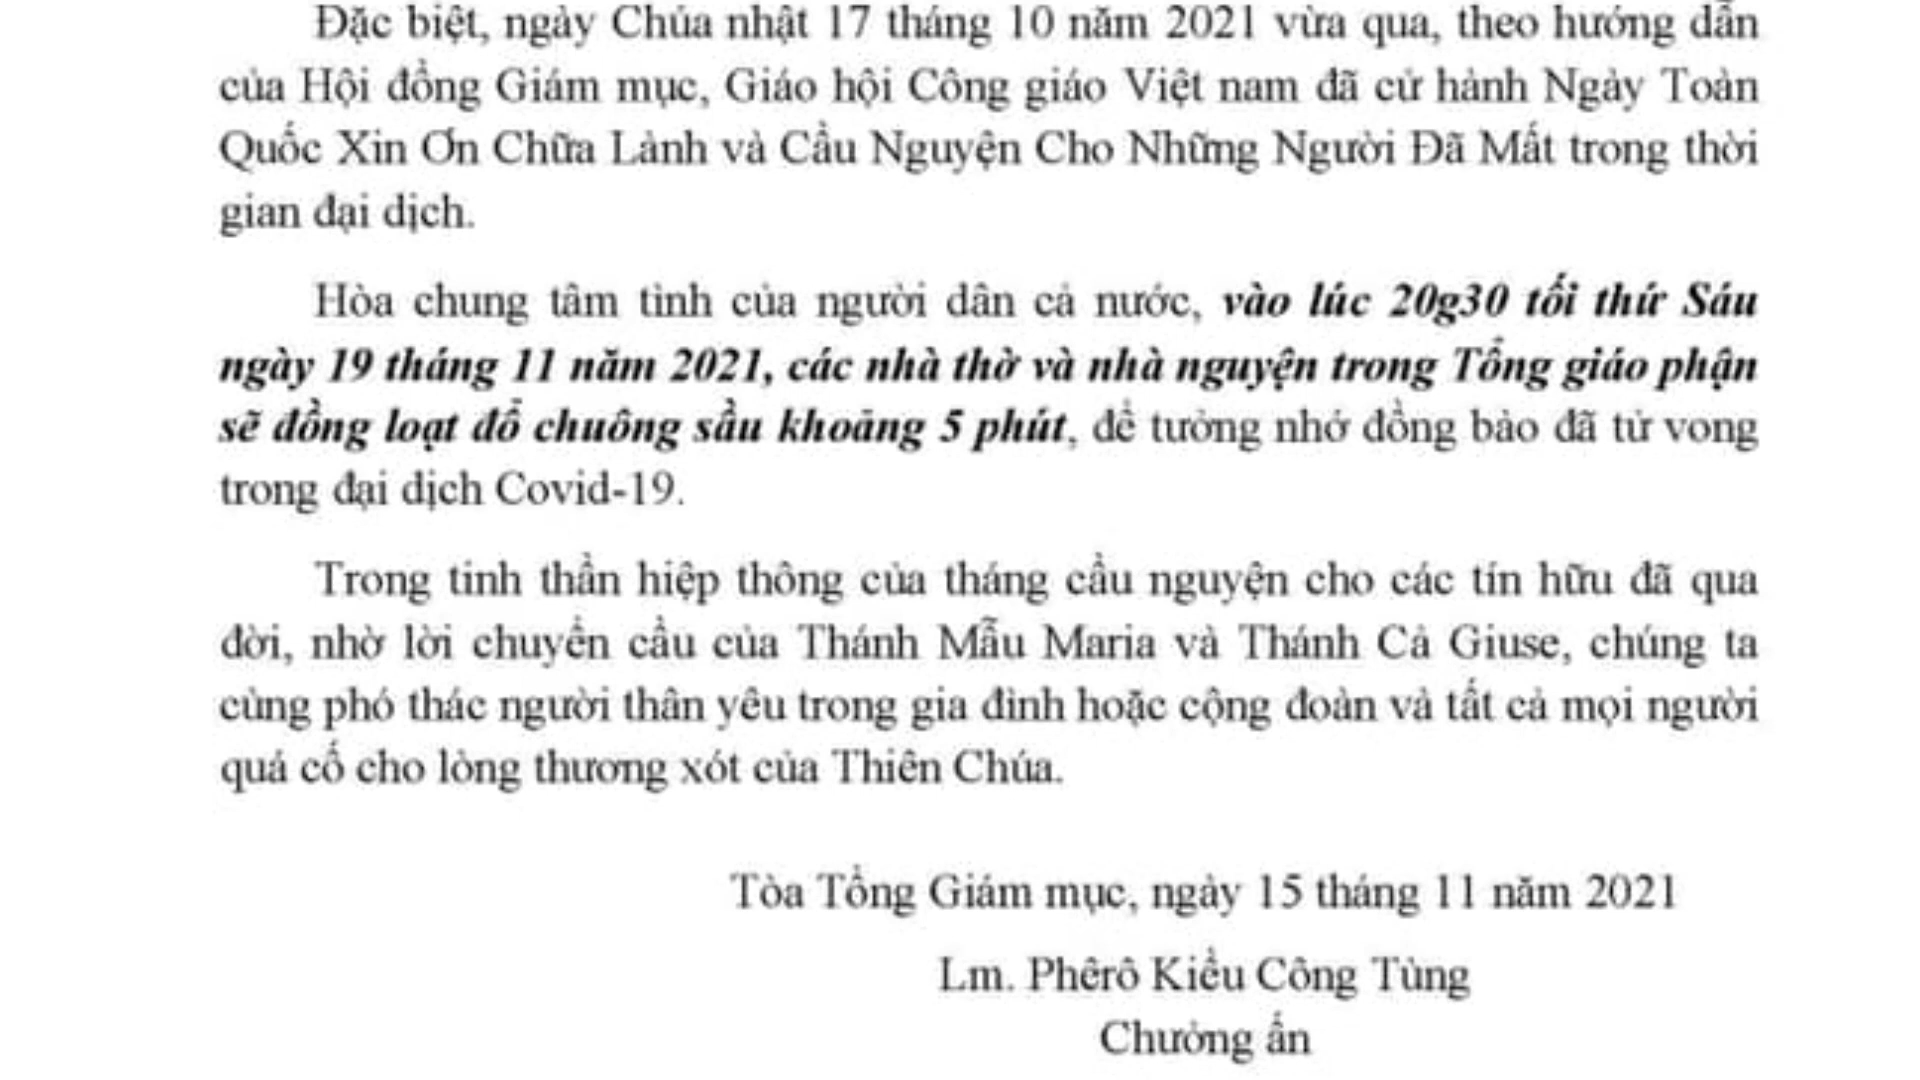 Đặc biệt, ngày Chúa nhật 17 tháng 10 năm 2021 vừa qua, theo hướng dẫn
của Hội đồng Giám mục, Giáo hội Công giáo Việt nam đã cử hành Ngày Toàn
Quốc Xin Ơn Chữa Lành và Cầu Nguyện Cho Những Người Đã Mất trong thời
gian đại dịch.
Hòa chung tâm tình của người dân cả nước, vào lúc 20g30 tối thứ Sáu
ngày 19 tháng 11 năm 2021, các nhà thờ và nhà nguyện trong Tổng giáo phận
sẽ đồng loạt đổ chuông sầu khoảng 5 phút, để tưởng nhớ đồng bào đã tử vong
trong đại dịch Covid-19.
Trong tinh thần hiệp thông của tháng cầu nguyện cho các tín hữu đã qua
đời, nhờ lời chuyển cầu của Thánh Mẫu Maria và Thánh Cả Giuse, chúng ta
cùng phó thác người thân yêu trong gia đình hoặc cộng đoàn và tất cả mọi người
quá cố cho lòng thương xót của Thiên Chúa.
Tòa Tổng Giám mục, ngày 15 tháng 11 năm 2021
Lm. Phêrô Kiều Công Tùng
Chưởng ấn